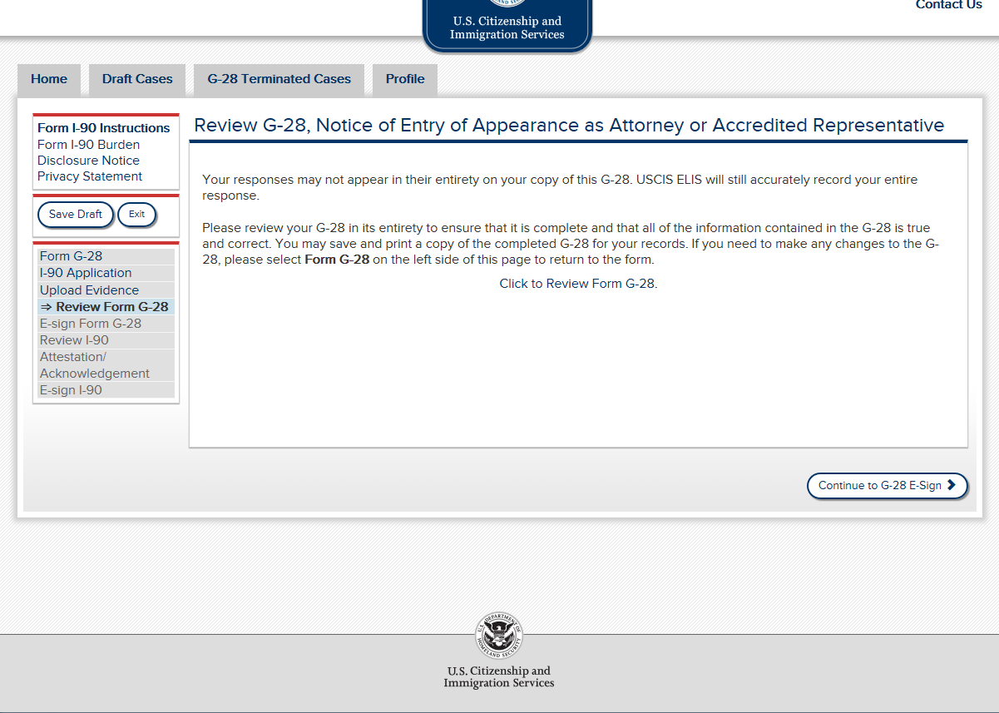 Contact Us
U.S. Citizenship and
Immigration Services
Home
Draft Cases
G-28 Terminated Cases
Profile
Form I-90 Instructions
Form I-90 Burden
Disclosure Notice
Privacy Statement
Save Draft
Exit
Form G-28
I-90 Application
Upload Evidence
⇒ Review Form G-28
E-sign Form G-28
Review I-90
Attestation/
Acknowledgement
E-sign I-90
Review G-28, Notice of Entry of Appearance as Attorney or Accredited Representative
Your responses may not appear in their entirety on your copy of this G-28. USCIS ELIS will still accurately record your entire
response.
Please review your G-28 in its entirety to ensure that it is complete and that all of the information contained in the G-28 is true
and correct. You may save and print a copy of the completed G-28 for your records. If you need to make any changes to the G-
28, please select Form G-28 on the left side of this page to return to the form.
Click to Review Form G-28.
Continue to G-28 E-Sign
U.S. DEPARTMENT OF
HOMELAND SECURITY
U.S. Citizenship and
Immigration Services